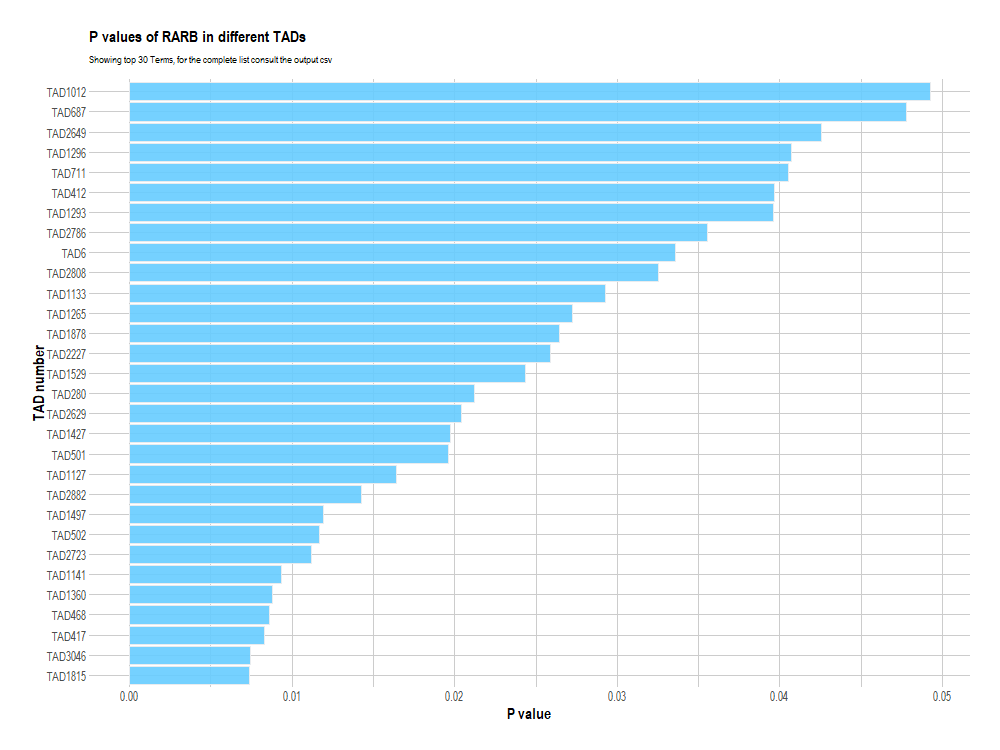 P values of RARB in different TADs
Showing top 30 Terms, for the complete list consult the output csv
TAD number
TAD1012
TAD687
TAD2649
TAD1296
TAD711
TAD412
TAD1293
TAD2786
TAD6
TAD2808
TAD1133
TAD1265
TAD1878
TAD2227
TAD1529
TAD280
TAD2629
TAD1427
TAD501
TAD1127
TAD2882
TAD1497
TAD502
TAD2723
TAD1141
TAD1360
TAD468
TAD417
TAD3046
TAD1815
0.00 0.01 0.02 0.03 0.04 0.05
P value